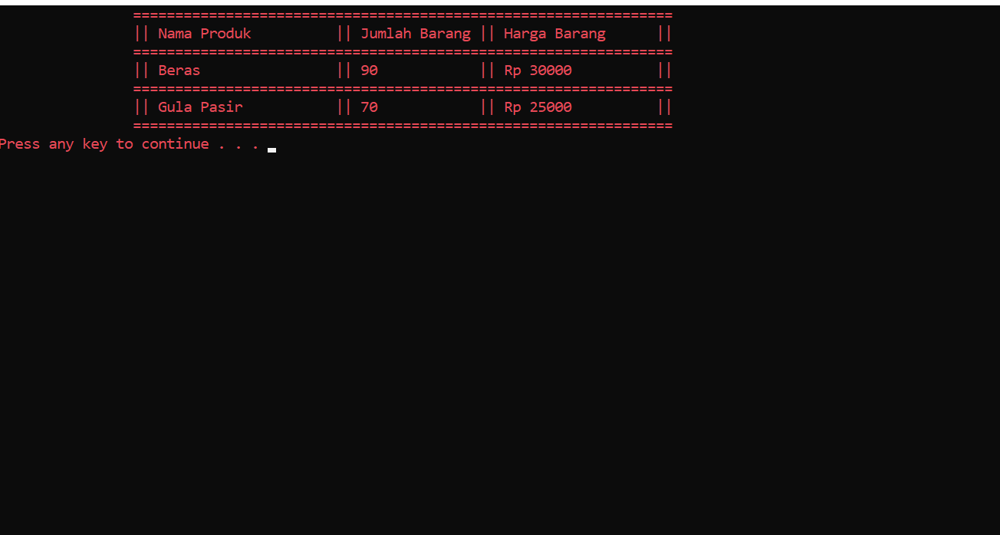 ================================================================
|| Nama Produk          || Jumlah Barang || Harga Barang      ||
================================================================
|| Beras                || 90            || Rp 30000          ||
================================================================
|| Gula Pasir           || 70            || Rp 25000          ||
================================================================
Press any key to continue . . .